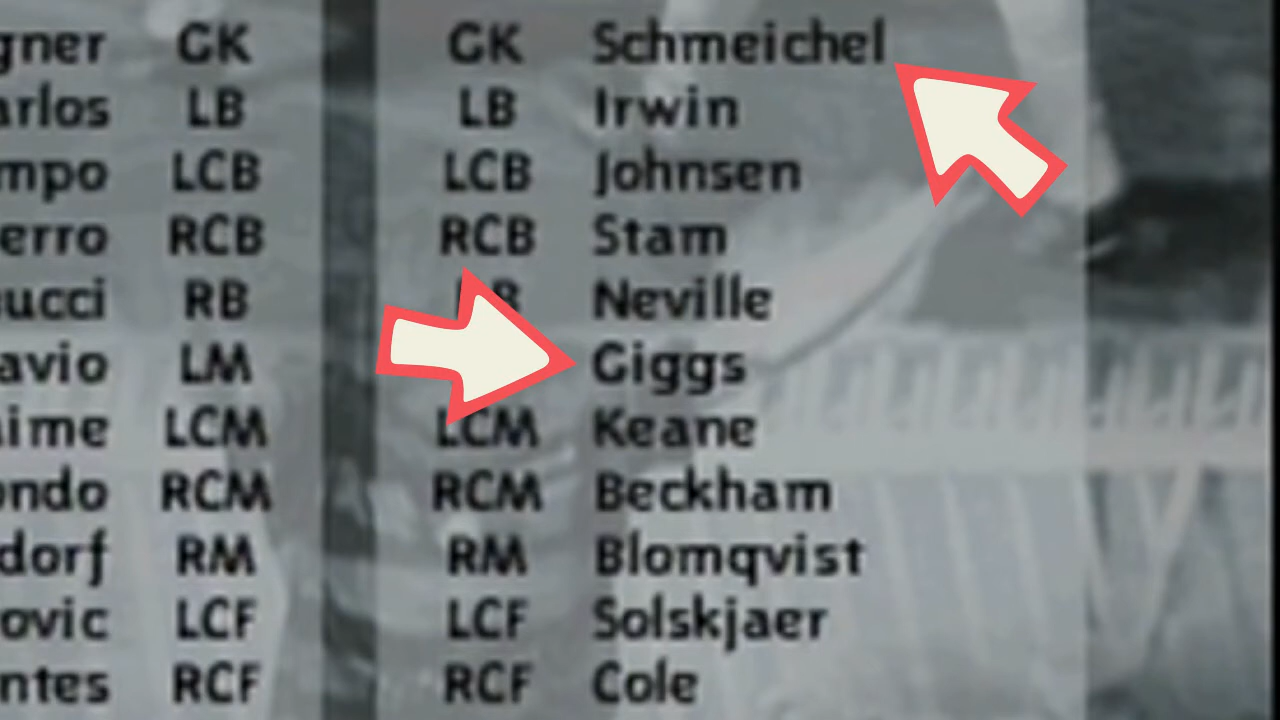 gner GK GK Schmeichel
arlos LB LB Irwin
mpo LCB LCB Johnsen
erro RCB RCB Stam
ucci RB Neville
avio LM Giggs
ime LCM LCM Keane
ondo RCM RCM Beckham
dorf RM RM Blomqvist
ovic LCF LCF Solskjaer
ntes RCF RCF Cole